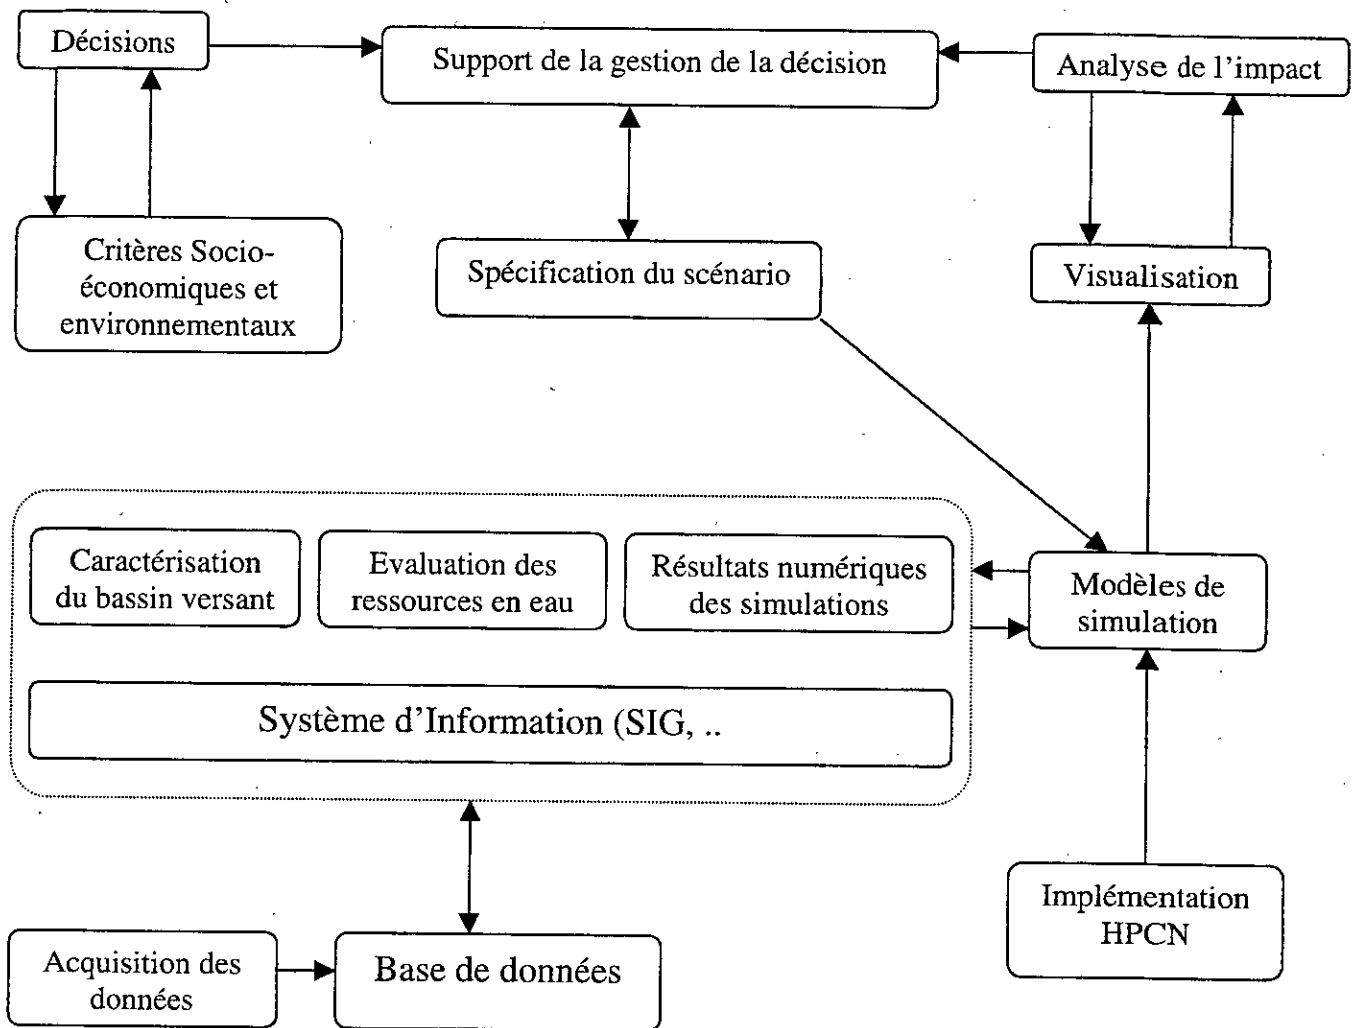 Décisions
Support de la gestion de la décision
Analyse de l'impact
Critères Socio-
économiques et
environnementaux
Spécification du scénario
Visualisation
Caractérisation
du bassin versant
Evaluation des
ressources en eau
Résultats numériques
des simulations
Modèles de
simulation
Système d'Information (SIG, ..
Implémentation
HPCN
Acquisition des
données
Base de données